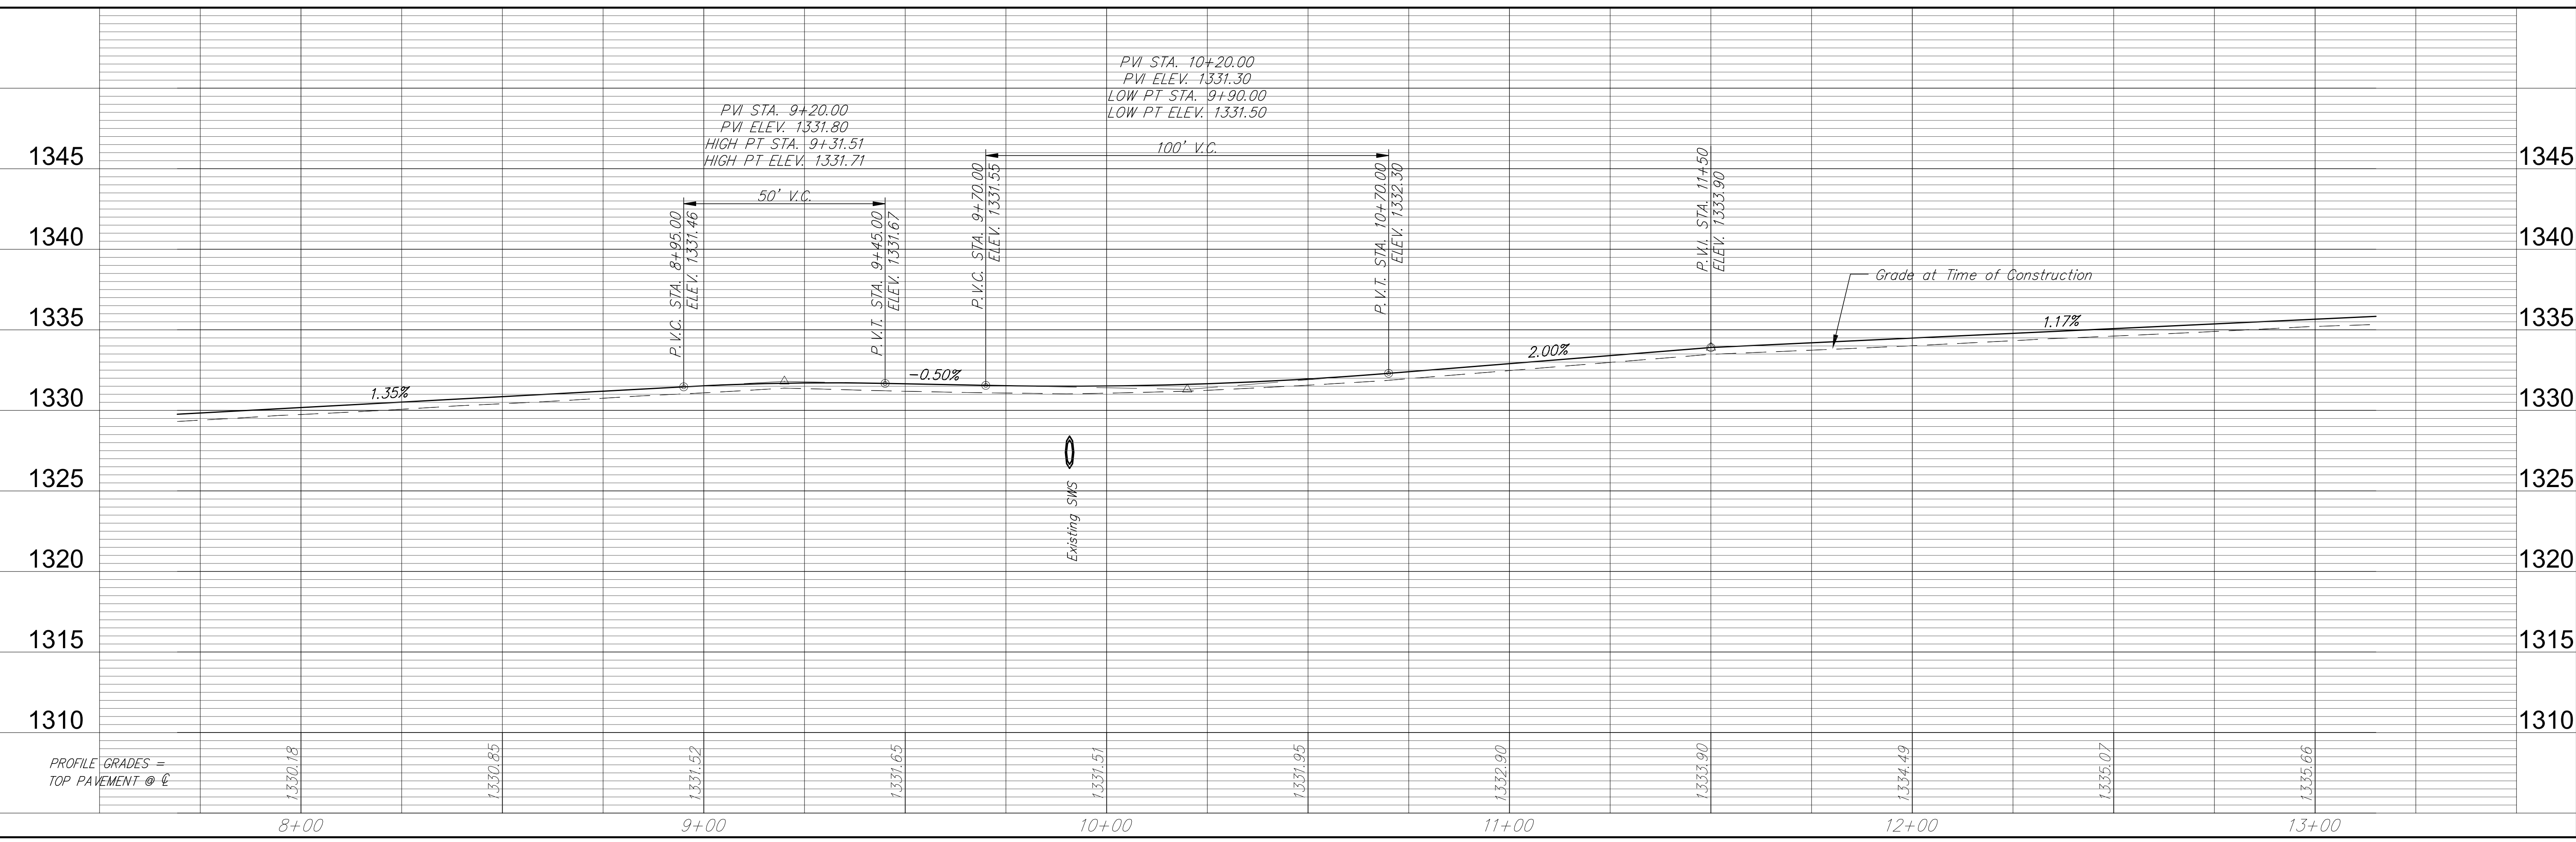 PVI STA. 10+20.00
PVI ELEV. 1331.30
LOW PT STA. 9+90.00
LOW PT ELEV. 1331.50
PVI STA. 9+20.00
PVI ELEV. 1331.80
HIGH PT STA. 9+31.51
HIGH PT ELEV. 1331.71
100' V.C.
50' V.C.
P.V.C. STA. 8+95.00
ELEV. 1331.46
P.V.T. STA. 9+45.00
ELEV. 1331.67
P.V.C. STA. 9+70.00
ELEV. 1331.55
P.V.T. STA. 10+70.00
ELEV. 1332.30
P.V.I. STA. 11+50
ELEV. 1333.90
Grade at Time of Construction
1.35%
-0.50%
2.00%
1.17%
Existing SWS
1345 1345
1340 1340
1335 1335
1330 1330
1325 1325
1320 1320
1315 1315
1310 1310
PROFILE GRADES =
TOP PAVEMENT @ ℄
1330.18
1330.85
1331.52
1331.65
1331.51
1331.95
1332.90
1333.90
1334.49
1335.07
1335.66
8+00 9+00 10+00 11+00 12+00 13+00